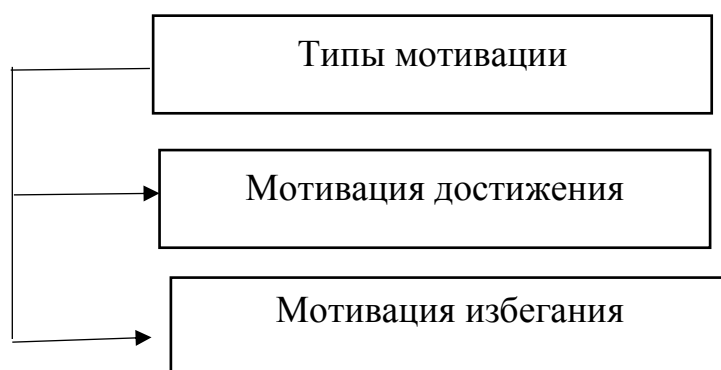 Типы мотивации
Мотивация достижения
Мотивация избегания